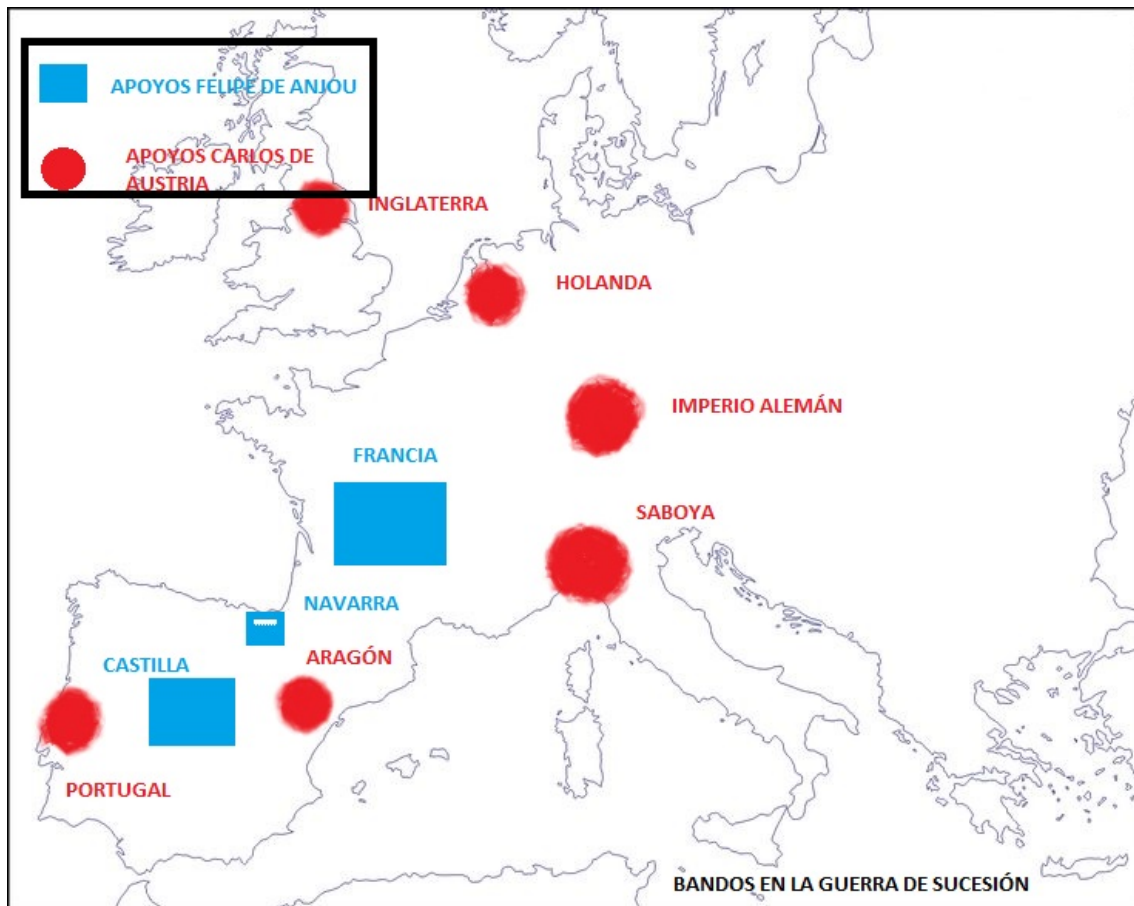 APOYOS FELIPE DE ANJOU
APOYOS CARLOS DE
AUSTRIA
INGLATERRA
HOLANDA
IMPERIO ALEMÁN
FRANCIA
SABOYA
NAVARRA
ARAGÓN
CASTILLA
PORTUGAL
BANDOS EN LA GUERRA DE SUCESIÓN